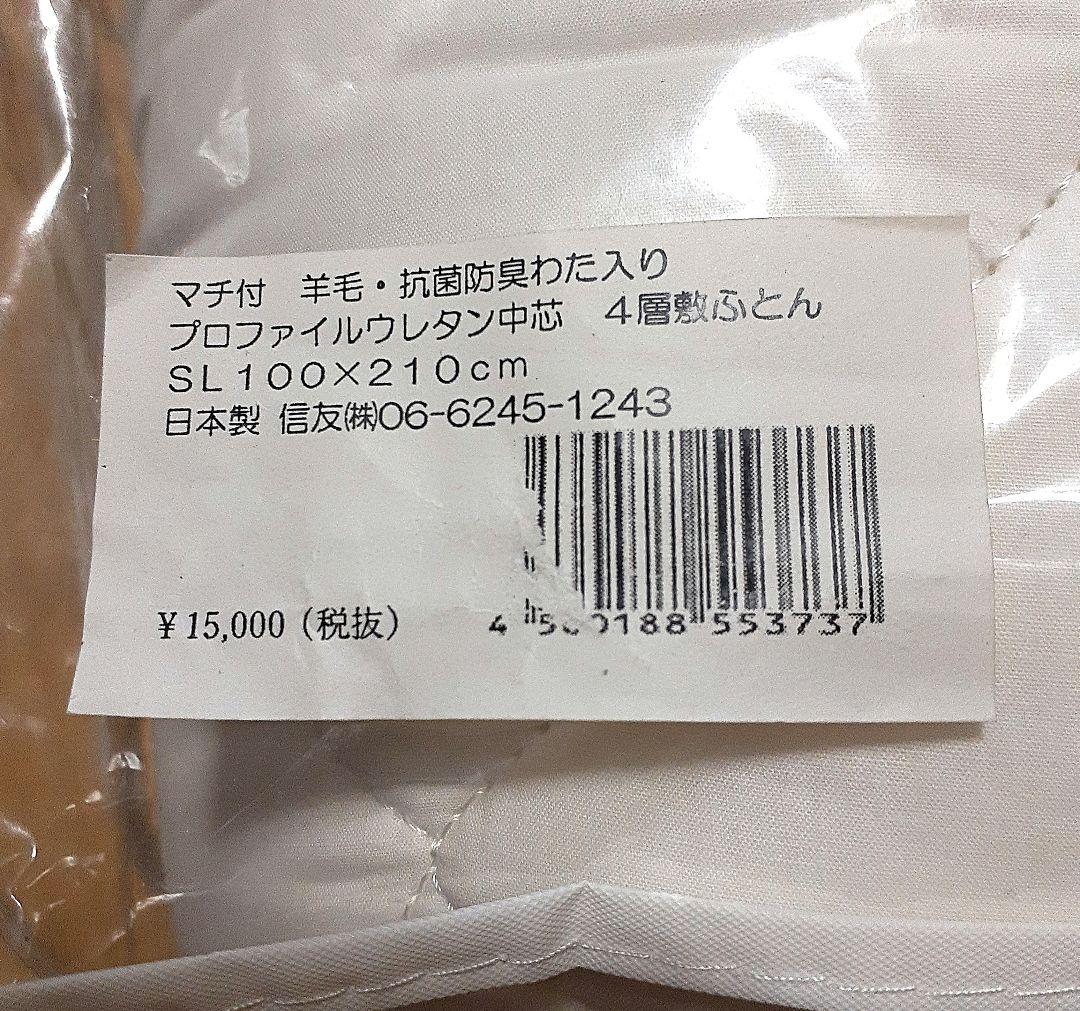 マチ付　羊毛・抗菌防臭わた入り
プロファイルウレタン中芯　４層敷ふとん
ＳＬ１００×２１０ｃｍ
日本製 信友㈱06-6245-1243
¥15,000（税抜）
553737